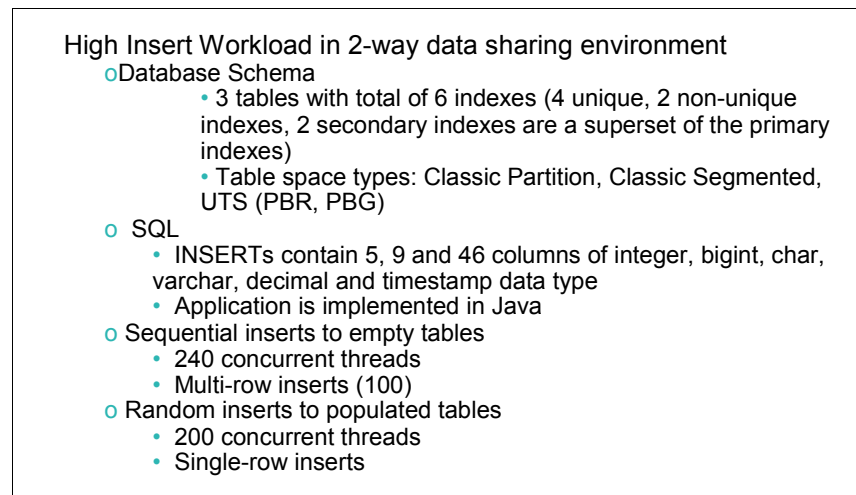 High Insert Workload in 2-way data sharing environment
oDatabase Schema
• 3 tables with total of 6 indexes (4 unique, 2 non-unique
indexes, 2 secondary indexes are a superset of the primary
indexes)
• Table space types: Classic Partition, Classic Segmented,
UTS (PBR, PBG)
o SQL
• INSERTs contain 5, 9 and 46 columns of integer, bigint, char,
varchar, decimal and timestamp data type
• Application is implemented in Java
o Sequential inserts to empty tables
• 240 concurrent threads
• Multi-row inserts (100)
o Random inserts to populated tables
• 200 concurrent threads
• Single-row inserts